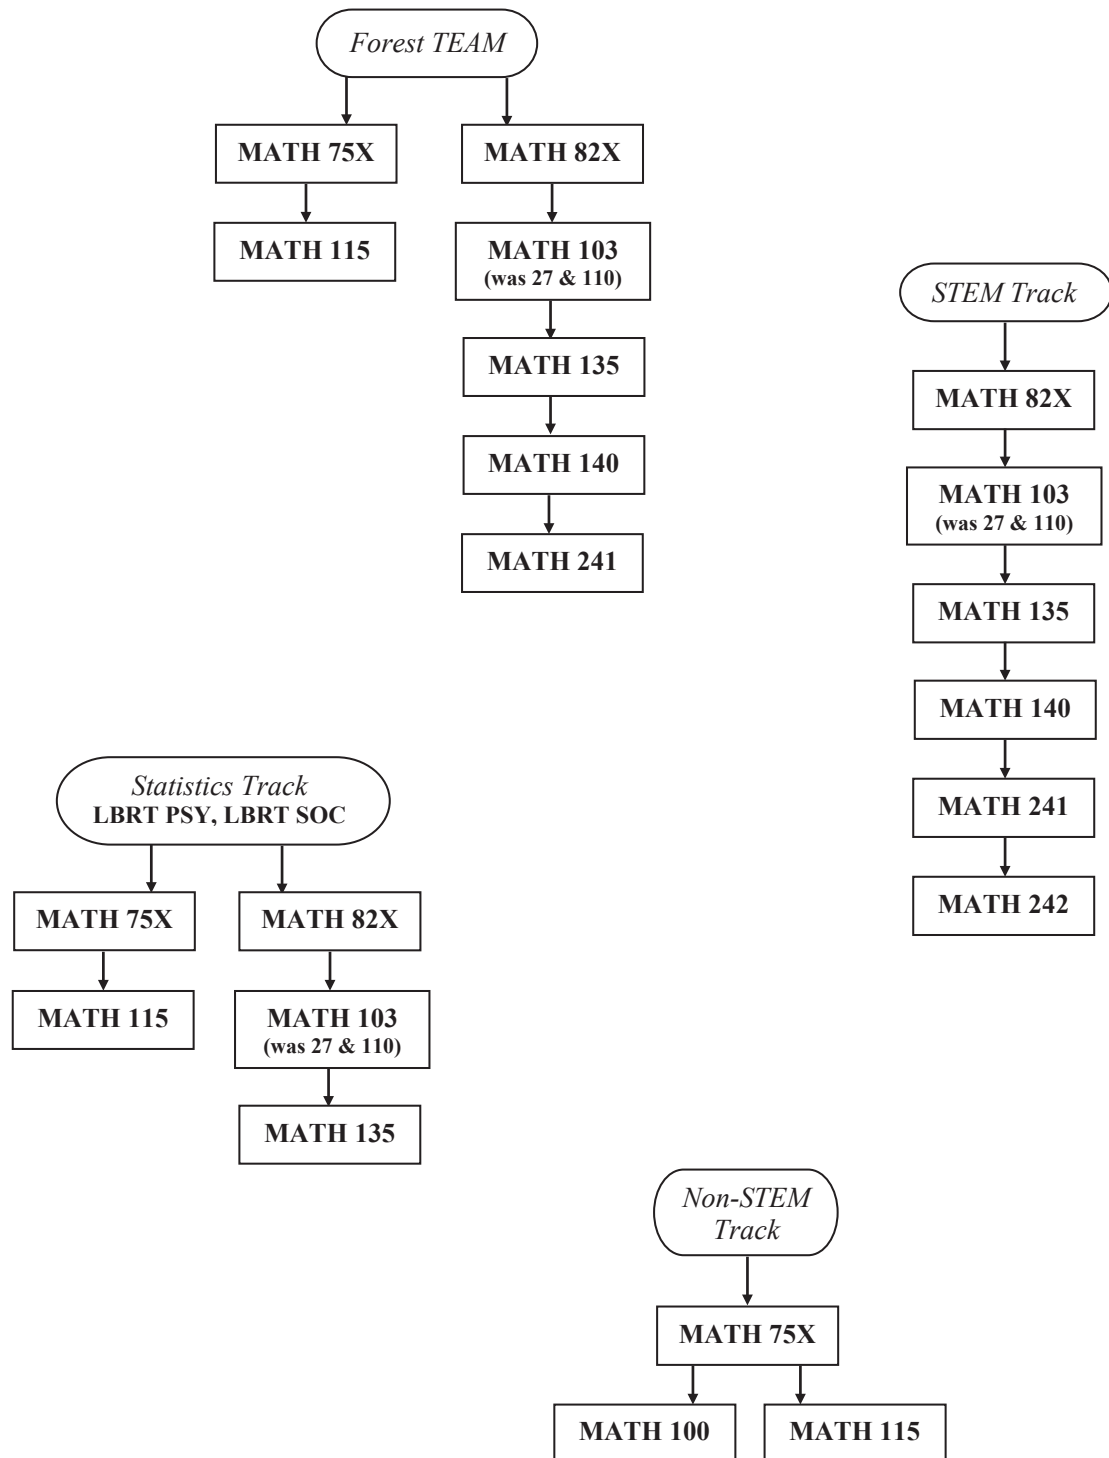 Forest TEAM
MATH 75X
MATH 82X
MATH 115
MATH 103
(was 27 & 110)
MATH 135
MATH 140
MATH 241
STEM Track
MATH 82X
MATH 103
(was 27 & 110)
MATH 135
MATH 140
MATH 241
MATH 242
Statistics Track
LBRT PSY, LBRT SOC
MATH 75X
MATH 82X
MATH 115
MATH 103
(was 27 & 110)
MATH 135
Non-STEM
Track
MATH 75X
MATH 100
MATH 115